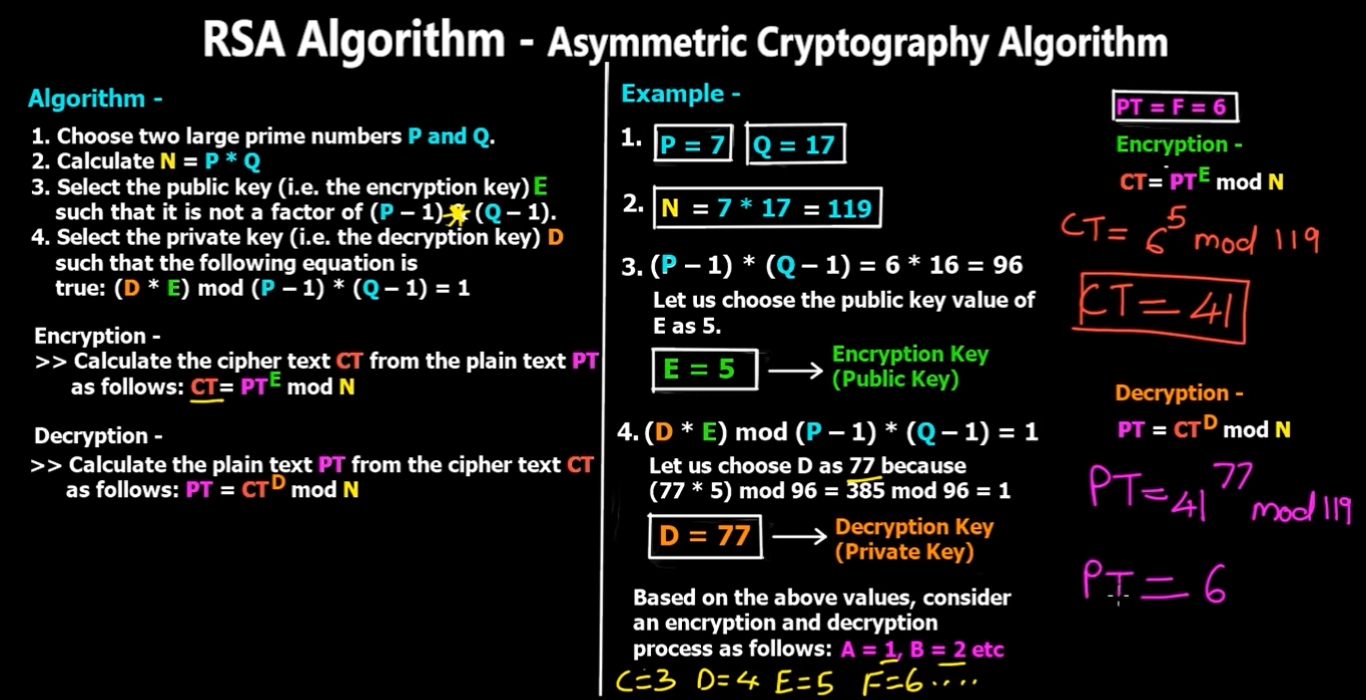 RSA Algorithm - Asymmetric Cryptography Algorithm
Algorithm -
1. Choose two large prime numbers P and Q.
2. Calculate N = P * Q
3. Select the public key (i.e. the encryption key) E
such that it is not a factor of (P – 1) * (Q – 1).
4. Select the private key (i.e. the decryption key) D
such that the following equation is
true: (D * E) mod (P – 1) * (Q – 1) = 1
Encryption -
>> Calculate the cipher text CT from the plain text PT
as follows: CT= PT^E mod N
Decryption -
>> Calculate the plain text PT from the cipher text CT
as follows: PT = CT^D mod N
Example -
1. P = 7 Q = 17
2. N = 7 * 17 = 119
3. (P – 1) * (Q – 1) = 6 * 16 = 96
Let us choose the public key value of
E as 5.
E = 5
Encryption Key
(Public Key)
4. (D * E) mod (P – 1) * (Q – 1) = 1
Let us choose D as 77 because
(77 * 5) mod 96 = 385 mod 96 = 1
D = 77
Decryption Key
(Private Key)
Based on the above values, consider
an encryption and decryption
process as follows: A = 1, B = 2 etc
C=3 D=4 E=5 F=6 ....
PT = F = 6
Encryption -
CT= PT^E mod N
CT= 6^5 mod 119
CT = 41
Decryption -
PT = CT^D mod N
PT= 41^77 mod 119
PT = 6